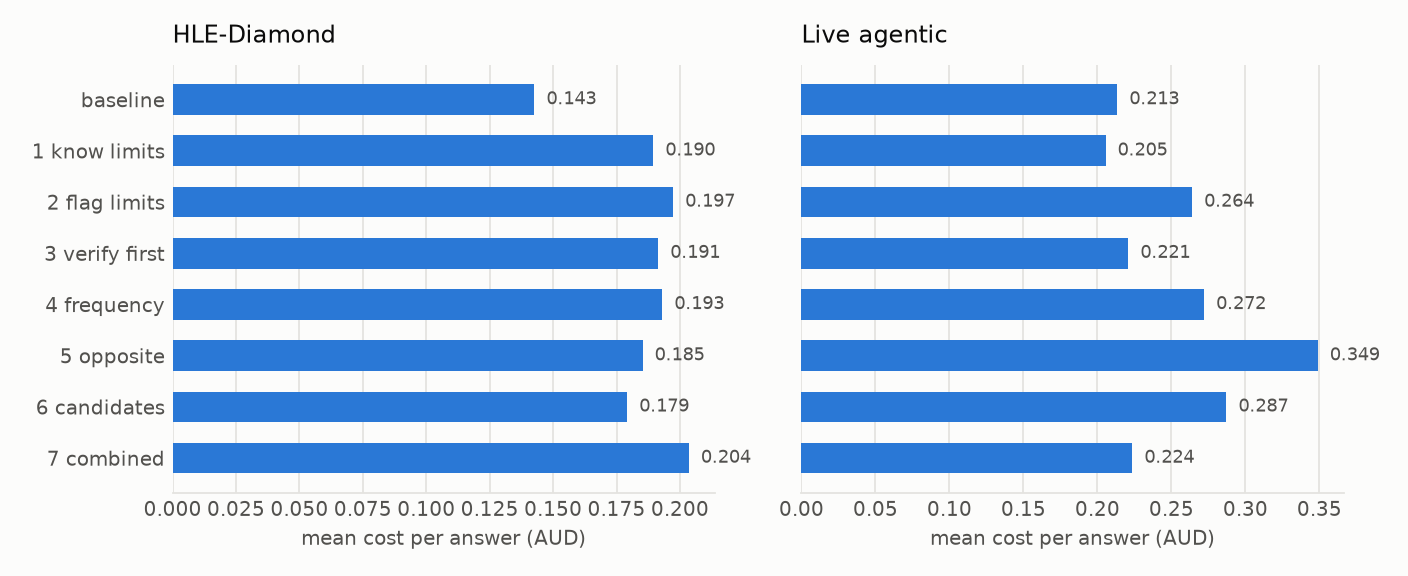 HLE-Diamond
baseline 0.143
1 know limits 0.190
2 flag limits 0.197
3 verify first 0.191
4 frequency 0.193
5 opposite 0.185
6 candidates 0.179
7 combined 0.204
0.000 0.025 0.050 0.075 0.100 0.125 0.150 0.175 0.200
mean cost per answer (AUD)
Live agentic
0.213
0.205
0.264
0.221
0.272
0.349
0.287
0.224
0.00 0.05 0.10 0.15 0.20 0.25 0.30 0.35
mean cost per answer (AUD)